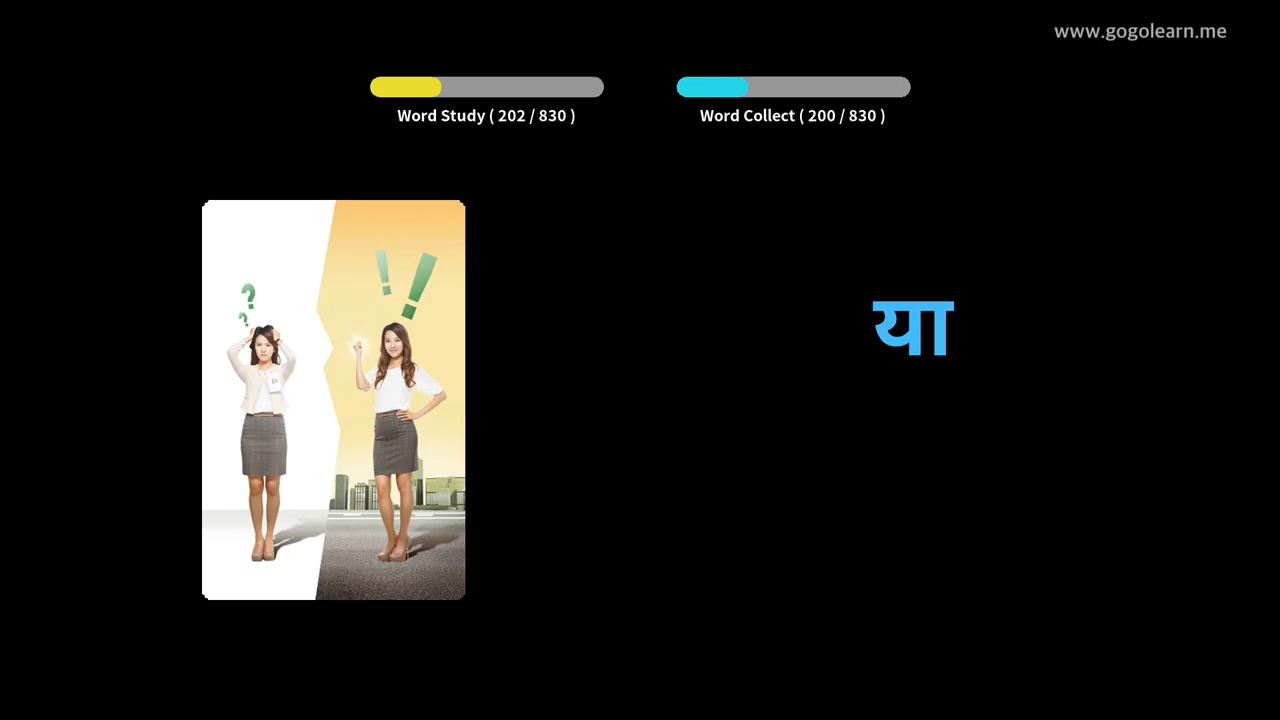 www.gogolearn.me
Word Study ( 202 / 830 )
Word Collect ( 200 / 830 )
? ! !
?
या